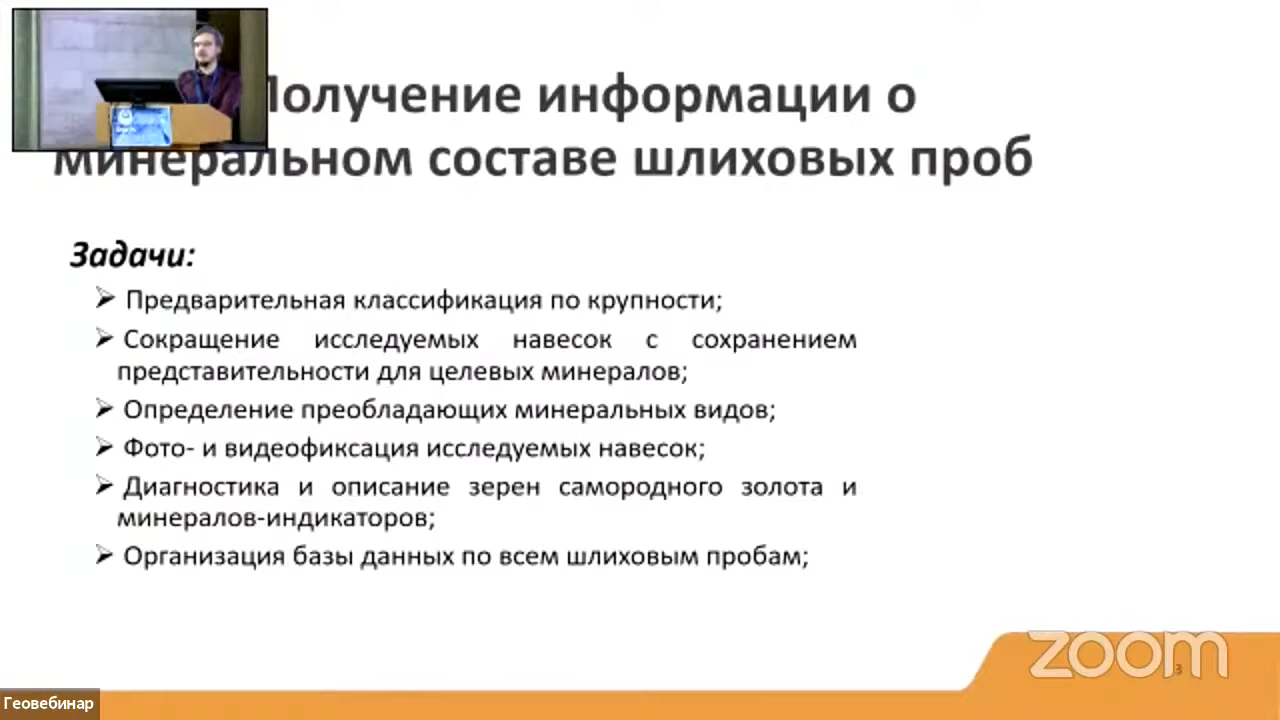 Получение информации о
минеральном составе шлиховых проб
Задачи:
➢ Предварительная классификация по крупности;
➢ Сокращение исследуемых навесок с сохранением
представительности для целевых минералов;
➢ Определение преобладающих минеральных видов;
➢ Фото- и видеофиксация исследуемых навесок;
➢ Диагностика и описание зерен самородного золота и
минералов-индикаторов;
➢ Организация базы данных по всем шлиховым пробам;
zoom
3
Геовебинар